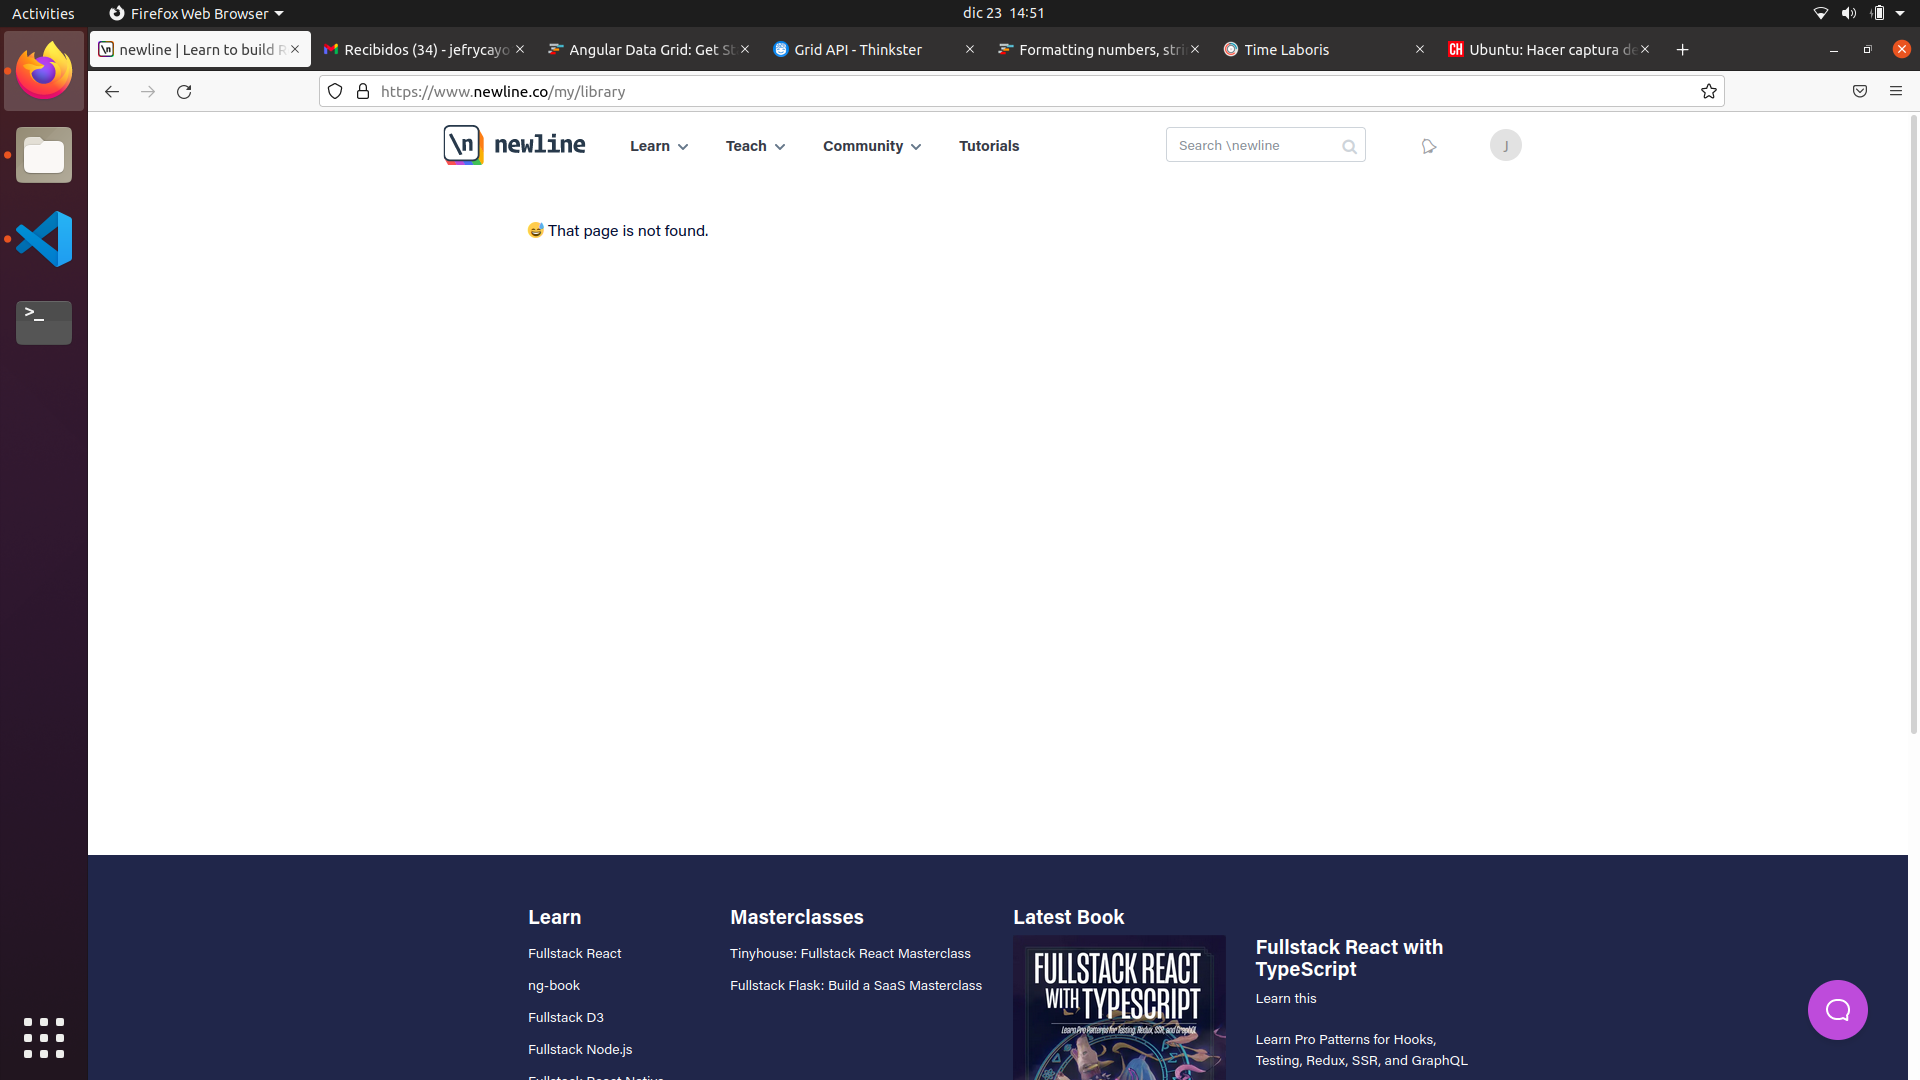 Activities Firefox Web Browser dic 23 14:51
newline | Learn to build R Recibidos (34) - jefrycayo Angular Data Grid: Get St Grid API - Thinkster Formatting numbers, stri Time Laboris CH Ubuntu: Hacer captura de
https://www.newline.co/my/library
\n newline Learn Teach Community Tutorials Search \newline J
That page is not found.
Learn
Fullstack React
ng-book
Fullstack D3
Fullstack Node.js
Fullstack React Native
Masterclasses
Tinyhouse: Fullstack React Masterclass
Fullstack Flask: Build a SaaS Masterclass
Latest Book
FULLSTACK REACT
WITH TYPESCRIPT
Learn Pro Patterns for Testing, Redux, SSR, and GraphQL
Fullstack React with
TypeScript
Learn this
Learn Pro Patterns for Hooks,
Testing, Redux, SSR, and GraphQL